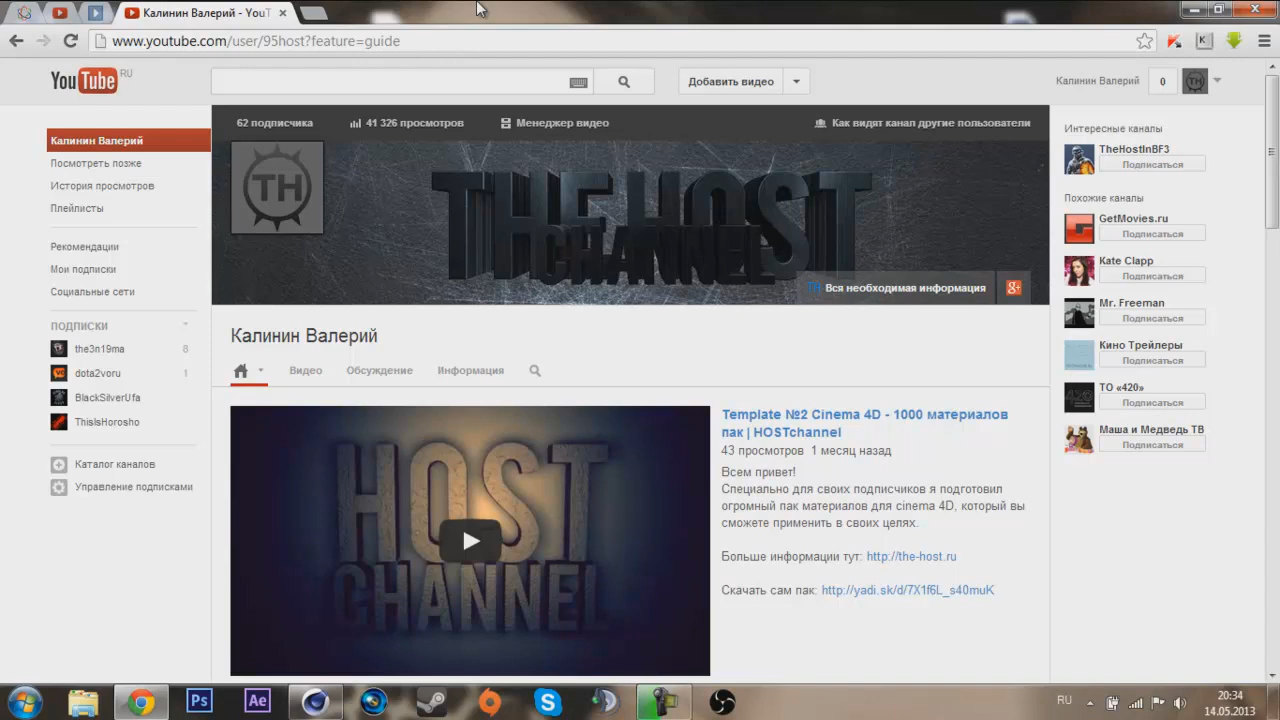 Калинин Валерий - YouT
www.youtube.com/user/95host?feature=guide
YouTube RU
Добавить видео
Калинин Валерий
0
TH
62 подписчика
41 326 просмотров
Менеджер видео
Как видят канал другие пользователи
TH
THE HOST
CHANNEL
TH Вся необходимая информация
g+
Калинин Валерий
Посмотреть позже
История просмотров
Плейлисты
Рекомендации
Мои подписки
Социальные сети
ПОДПИСКИ
the3n19ma 8
dota2voru 1
BlackSilverUfa
ThisIsHorosho
Каталог каналов
Управление подписками
Калинин Валерий
Видео
Обсуждение
Информация
HOST
CHANNEL
Template №2 Cinema 4D - 1000 материалов
пак | HOSTchannel
43 просмотров 1 месяц назад
Всем привет!
Специально для своих подписчиков я подготовил
огромный пак материалов для cinema 4D, который вы
сможете применить в своих целях.
Больше информации тут: http://the-host.ru
Скачать сам пак: http://yadi.sk/d/7X1f6L_s40muK
Интересные каналы
TheHostInBF3
Подписаться
Похожие каналы
GetMovies.ru
Подписаться
Kate Clapp
Подписаться
Mr. Freeman
Подписаться
Кино Трейлеры
Подписаться
ТО «420»
Подписаться
Маша и Медведь ТВ
Подписаться
Ps
Ae
S
RU
20:34
14.05.2013